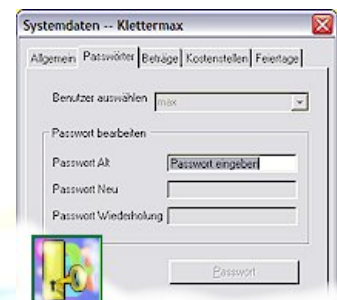 Systemdaten -- Klettermax
Allgemein Passwörter Beträge Kostenstellen Feiertage
Benutzer auswählen max
Passwort bearbeiten
Passwort Alt Passwort eingeben
Passwort Neu
Passwort Wiederholung
Passwort